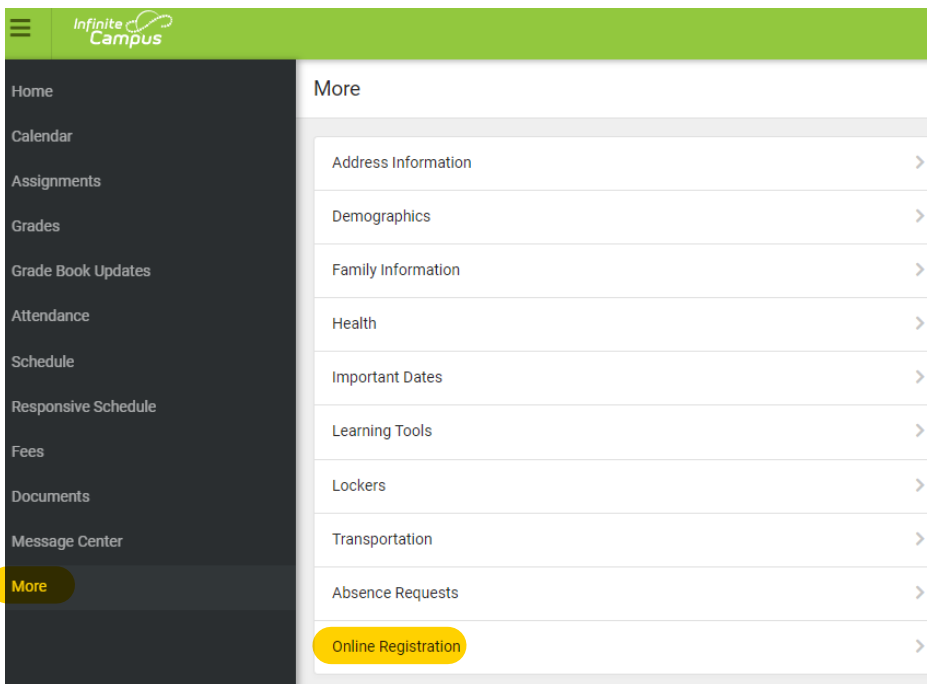 Infinite
Campus
Home
Calendar
Assignments
Grades
Grade Book Updates
Attendance
Schedule
Responsive Schedule
Fees
Documents
Message Center
More
More
Address Information
Demographics
Family Information
Health
Important Dates
Learning Tools
Lockers
Transportation
Absence Requests
Online Registration